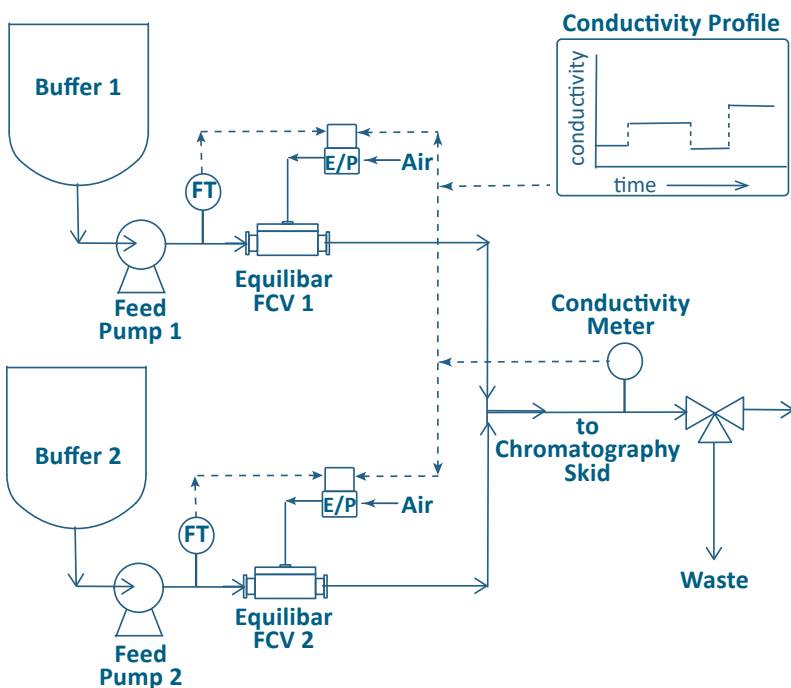 Conductivity Profile
conductivity
time
Buffer 1
E/P
Air
FT
Equilibar
FCV 1
Feed
Pump 1
Conductivity
Meter
Buffer 2
to
Chromatography
Skid
E/P
Air
FT
Waste
Equilibar
FCV 2
Feed
Pump 2